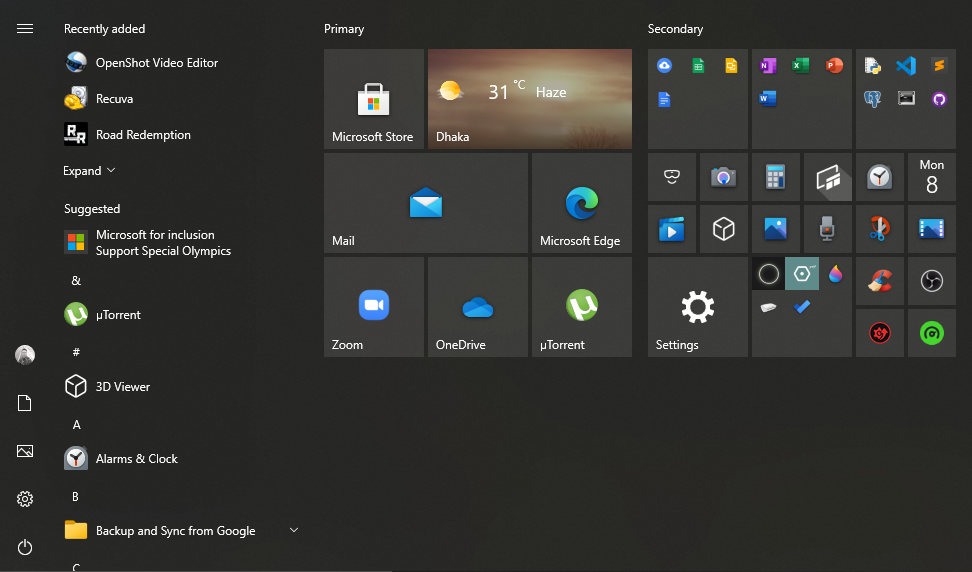 Recently added
OpenShot Video Editor
Recuva
Road Redemption
Expand
Suggested
Microsoft for inclusion
Support Special Olympics
&
µTorrent
#
3D Viewer
A
Alarms & Clock
B
Backup and Sync from Google
C
Primary
Microsoft Store
31 °C Haze
Dhaka
Mail
Microsoft Edge
Zoom
OneDrive
µTorrent
Secondary
Mon
8
Settings